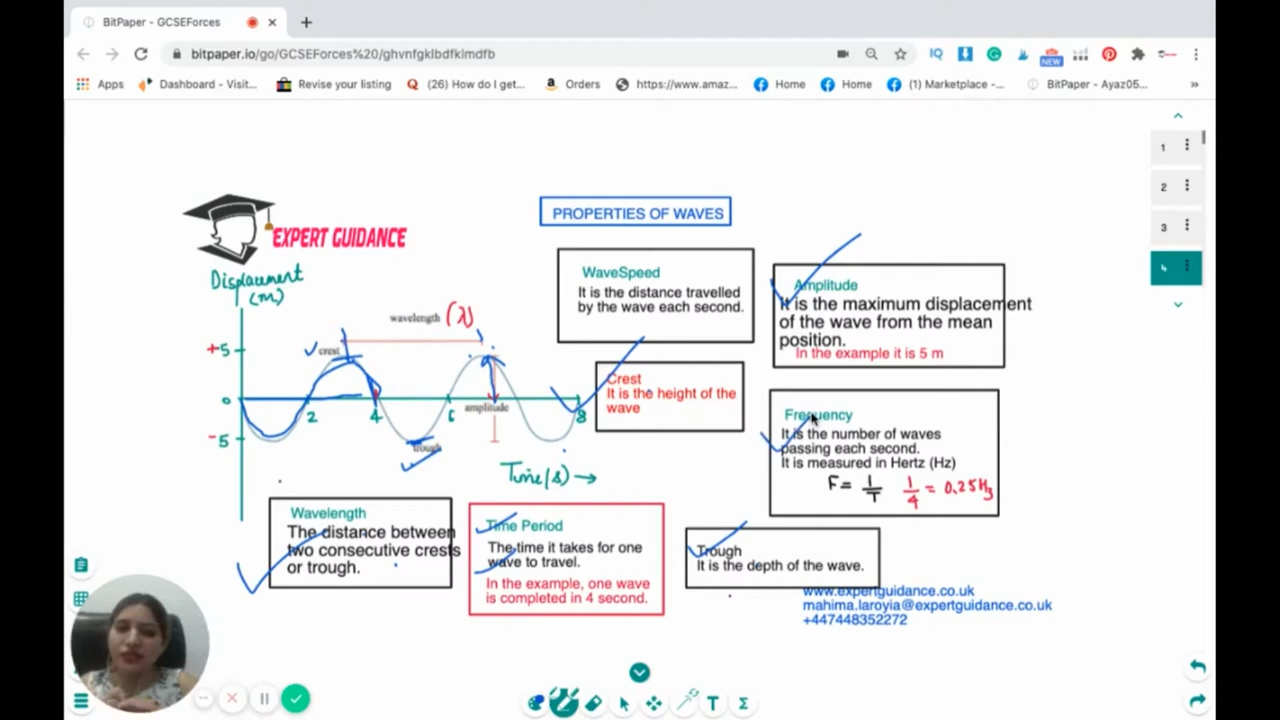 BitPaper - GCSEForces
bitpaper.io/go/GCSEForces%20/ghvnfgklbdfklmdfb
NEW
Apps
Dashboard - Visit...
Revise your listing
(26) How do I get...
Orders
https://www.amaz...
Home
Home
(1) Marketplace -...
BitPaper - Ayaz05...
»
1
2
3
4
EXPERT GUIDANCE
PROPERTIES OF WAVES
Displacement
(m)
wavelength (λ)
+5
crest
0
2
4
6
8
amplitude
-5
trough
Time(s) →
WaveSpeed
It is the distance travelled
by the wave each second.
Amplitude
It is the maximum displacement
of the wave from the mean
position.
In the example it is 5 m
Crest
It is the height of the
wave
Frequency
It is the number of waves
passing each second.
It is measured in Hertz (Hz)
F = 1/T 1/4 = 0.25Hz
Wavelength
The distance between
two consecutive crests
or trough.
Time Period
The time it takes for one
wave to travel.
In the example, one wave
is completed in 4 second.
Trough
It is the depth of the wave.
www.expertguidance.co.uk
mahima.laroyia@expertguidance.co.uk
+447448352272
T
Σ